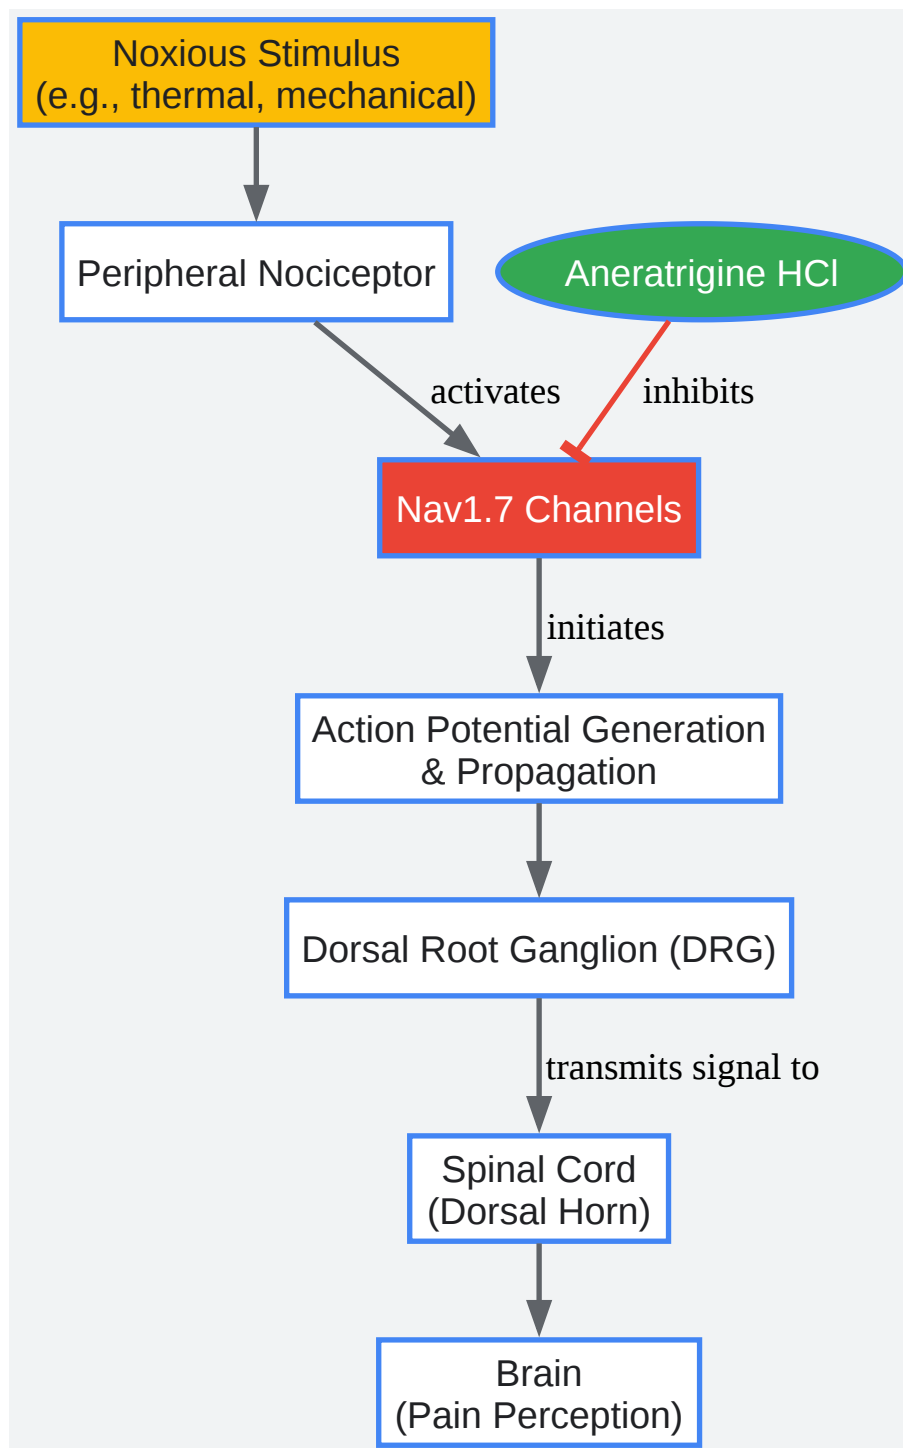 Noxious Stimulus
(e.g., thermal, mechanical)
Peripheral Nociceptor
Aneratrigine HCl
activates
inhibits
Nav1.7 Channels
initiates
Action Potential Generation
& Propagation
Dorsal Root Ganglion (DRG)
transmits signal to
Spinal Cord
(Dorsal Horn)
Brain
(Pain Perception)